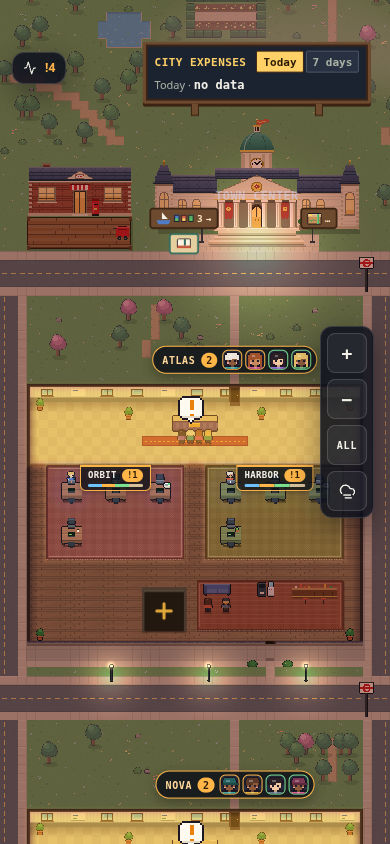 !4
CITY EXPENSES Today 7 days
Today · no data
3 → …
ATLAS 2
+
−
ALL
ORBIT !1 HARBOR !1
+
NOVA 2